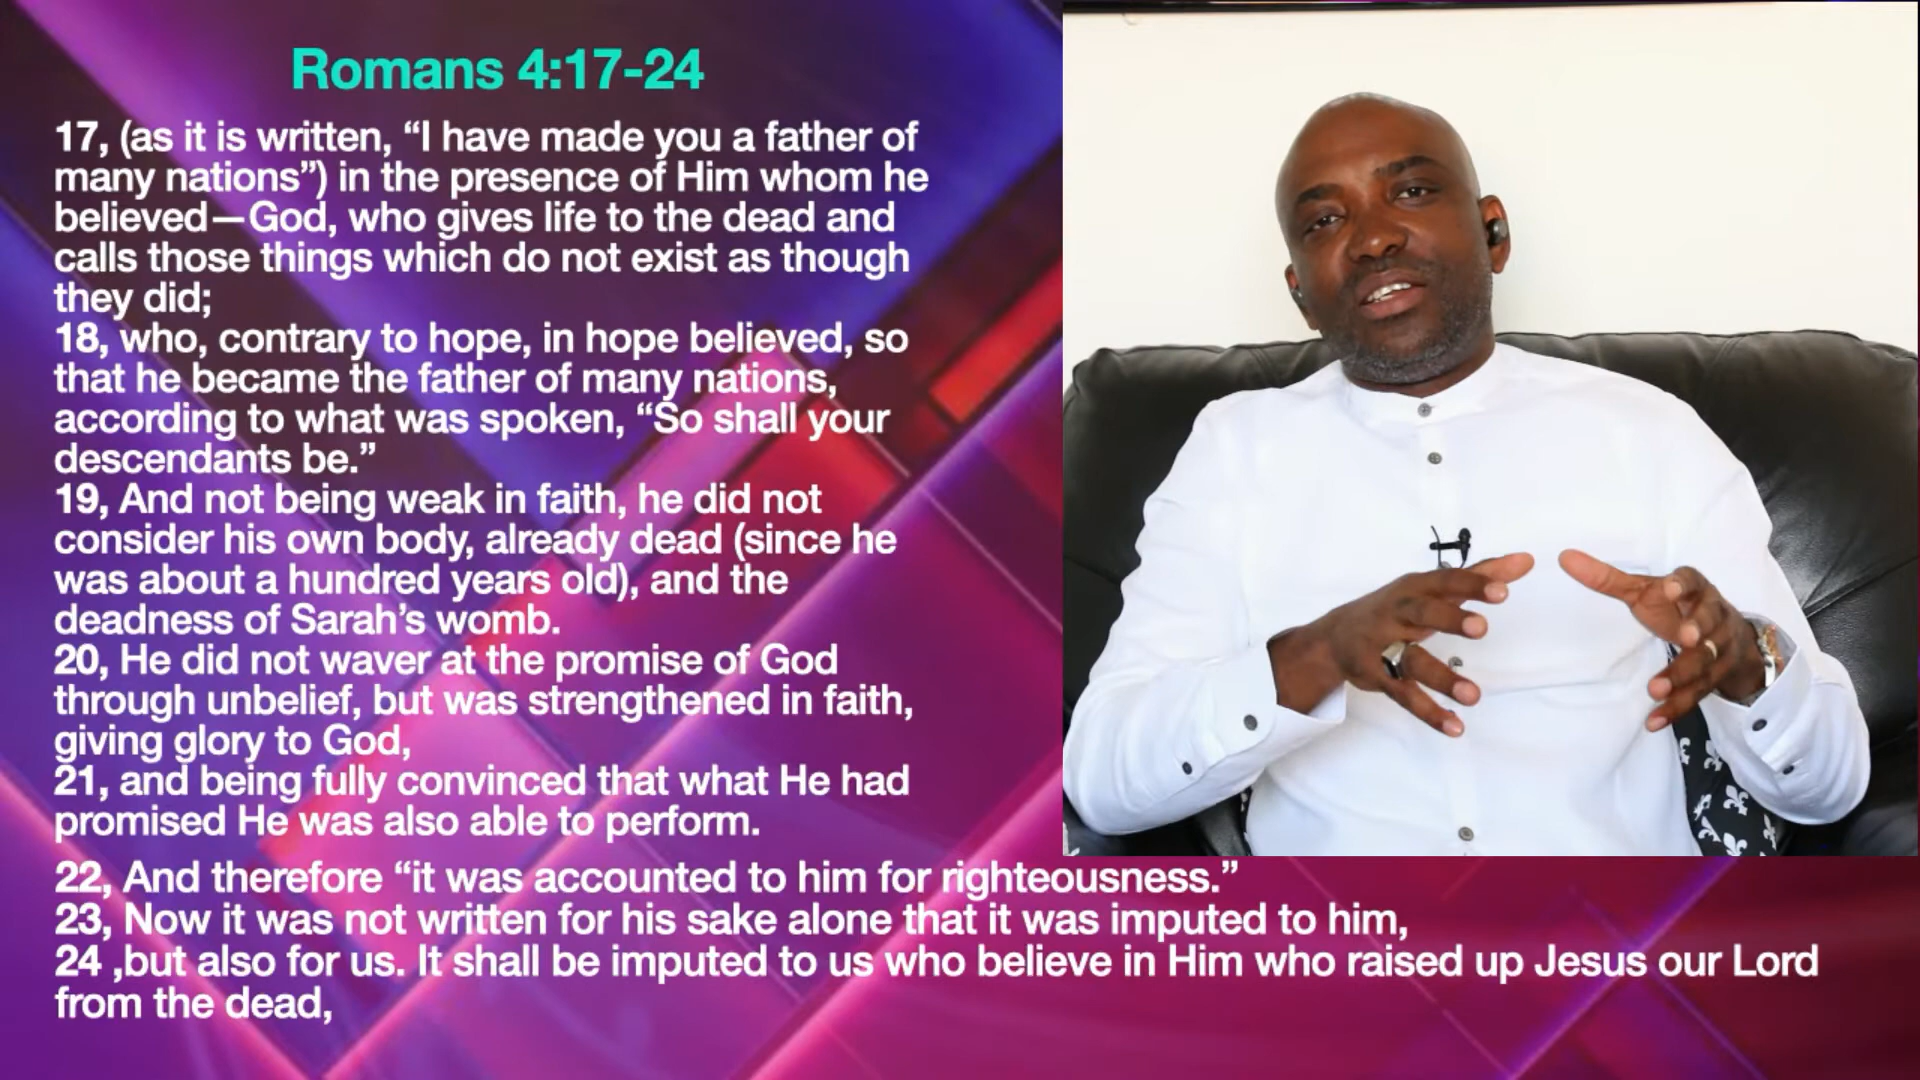 Romans 4:17-24
17, (as it is written, “I have made you a father of
many nations”) in the presence of Him whom he
believed—God, who gives life to the dead and
calls those things which do not exist as though
they did;
18, who, contrary to hope, in hope believed, so
that he became the father of many nations,
according to what was spoken, “So shall your
descendants be.”
19, And not being weak in faith, he did not
consider his own body, already dead (since he
was about a hundred years old), and the
deadness of Sarah’s womb.
20, He did not waver at the promise of God
through unbelief, but was strengthened in faith,
giving glory to God,
21, and being fully convinced that what He had
promised He was also able to perform.
22, And therefore “it was accounted to him for righteousness.”
23, Now it was not written for his sake alone that it was imputed to him,
24 ,but also for us. It shall be imputed to us who believe in Him who raised up Jesus our Lord
from the dead,